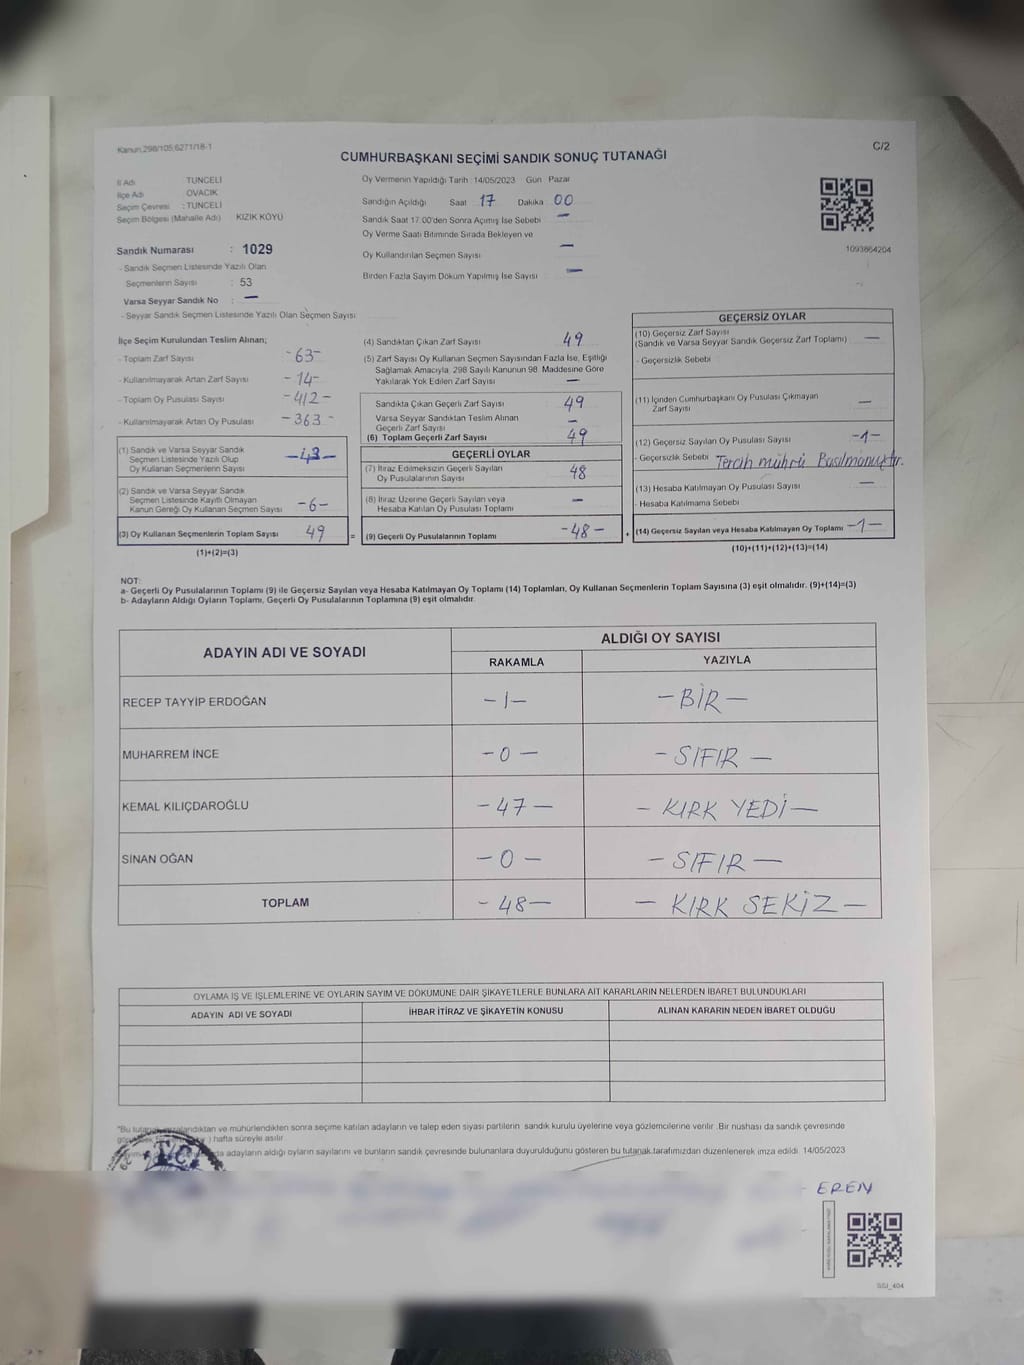 Kanun:298/105;6271/18-1
C/2
CUMHURBAŞKANI SEÇİMİ SANDIK SONUÇ TUTANAĞI
İl Adı TUNCELİ
İlçe Adı OVACIK
Seçim Çevresi : TUNCELİ
Seçim Bölgesi (Mahalle Adı) KIZIK KÖYÜ
Sandık Numarası : 1029
- Sandık Seçmen Listesinde Yazılı Olan
Seçmenlerin Sayısı : 53
Varsa Seyyar Sandık No : —
- Seyyar Sandık Seçmen Listesinde Yazılı Olan Seçmen Sayısı
Oy Vermenin Yapıldığı Tarih :14/05/2023 Gün : Pazar
Sandığın Açıldığı Saat 17 Dakika 00
Sandık Saat 17.00'den Sonra Açımış İse Sebebi —
Oy Verme Saati Bitiminde Sırada Bekleyen ve
Oy Kullandırılan Seçmen Sayısı —
Birden Fazla Sayım Döküm Yapılmış İse Sayısı —
1093664204
İlçe Seçim Kurulundan Teslim Alınan;
- Toplam Zarf Sayısı -63-
- Kullanılmayarak Artan Zarf Sayısı -14-
- Toplam Oy Pusulası Sayısı -412-
- Kullanılmayarak Artan Oy Pusulası -363-
(1) Sandık ve Varsa Seyyar Sandık
Seçmen Listesinde Yazılı Olup
Oy Kullanan Seçmenlerin Sayısı -43-
(2) Sandık ve Varsa Seyyar Sandık
Seçmen Listesinde Kayıtlı Olmayan
Kanun Gereği Oy Kullanan Seçmen Sayısı -6-
(3) Oy Kullanan Seçmenlerin Toplam Sayısı 49 =
(1)+(2)=(3)
(4) Sandıktan Çıkan Zarf Sayısı 49
(5) Zarf Sayısı Oy Kullanan Seçmen Sayısından Fazla İse, Eşitliği
Sağlamak Amacıyla, 298 Sayılı Kanunun 98. Maddesine Göre
Yakılarak Yok Edilen Zarf Sayısı —
Sandıkta Çıkan Geçerli Zarf Sayısı 49
Varsa Seyyar Sandıktan Teslim Alınan
Geçerli Zarf Sayısı —
(6) Toplam Geçerli Zarf Sayısı 49
GEÇERLİ OYLAR
(7) İtiraz Edilmeksizin Geçerli Sayılan
Oy Pusulalarının Sayısı 48
(8) İtiraz Üzerine Geçerli Sayılan veya
Hesaba Katılan Oy Pusulası Toplamı —
(9) Geçerli Oy Pusulalarının Toplamı -48- +
GEÇERSİZ OYLAR
(10) Geçersiz Zarf Sayısı
(Sandık ve Varsa Seyyar Sandık Geçersiz Zarf Toplamı) —
- Geçersizlik Sebebi
(11) İçinden Cumhurbaşkanı Oy Pusulası Çıkmayan
Zarf Sayısı —
(12) Geçersiz Sayılan Oy Pusulası Sayısı -1-
- Geçersizlik Sebebi Tercih mührü Basılmamıştır.
(13) Hesaba Katılmayan Oy Pusulası Sayısı —
- Hesaba Katılmama Sebebi
(14) Geçersiz Sayılan veya Hesaba Katılmayan Oy Toplamı -1-
(10)+(11)+(12)+(13)=(14)
NOT:
a- Geçerli Oy Pusulalarının Toplamı (9) ile Geçersiz Sayılan veya Hesaba Katılmayan Oy Toplamı (14) Toplamları, Oy Kullanan Seçmenlerin Toplam Sayısına (3) eşit olmalıdır. (9)+(14)=(3)
b- Adayların Aldığı Oyların Toplamı, Geçerli Oy Pusulalarının Toplamına (9) eşit olmalıdır.
ADAYIN ADI VE SOYADI ALDIĞI OY SAYISI
RAKAMLA YAZIYLA
RECEP TAYYİP ERDOĞAN -1- -BİR-
MUHARREM İNCE -0- -SIFIR-
KEMAL KILIÇDAROĞLU -47- -KIRK YEDİ-
SİNAN OĞAN -0- -SIFIR-
TOPLAM -48- -KIRK SEKİZ-
OYLAMA İŞ VE İŞLEMLERİNE VE OYLARIN SAYIM VE DÖKÜMÜNE DAİR ŞİKAYETLERLE BUNLARA AİT KARARLARIN NELERDEN İBARET BULUNDUKLARI
ADAYIN ADI VE SOYADI İHBAR İTİRAZ VE ŞİKAYETİN KONUSU ALINAN KARARIN NEDEN İBARET OLDUĞU
"Bu tutanak imzalandıktan ve mühürlendikten sonra seçime katılan adayların ve talep eden siyasi partilerin sandık kurulu üyelerine veya gözlemcilerine verilir .Bir nüshası da sandık çevresinde
) hafta süreyle asılır.
adayların aldığı oyların sayılarını ve bunların sandık çevresinde bulunanlara duyurulduğunu gösteren bu tutanak tarafımızdan düzenlenerek imza edildi. 14/05/2023
T.C.
EREN
SSİ_404